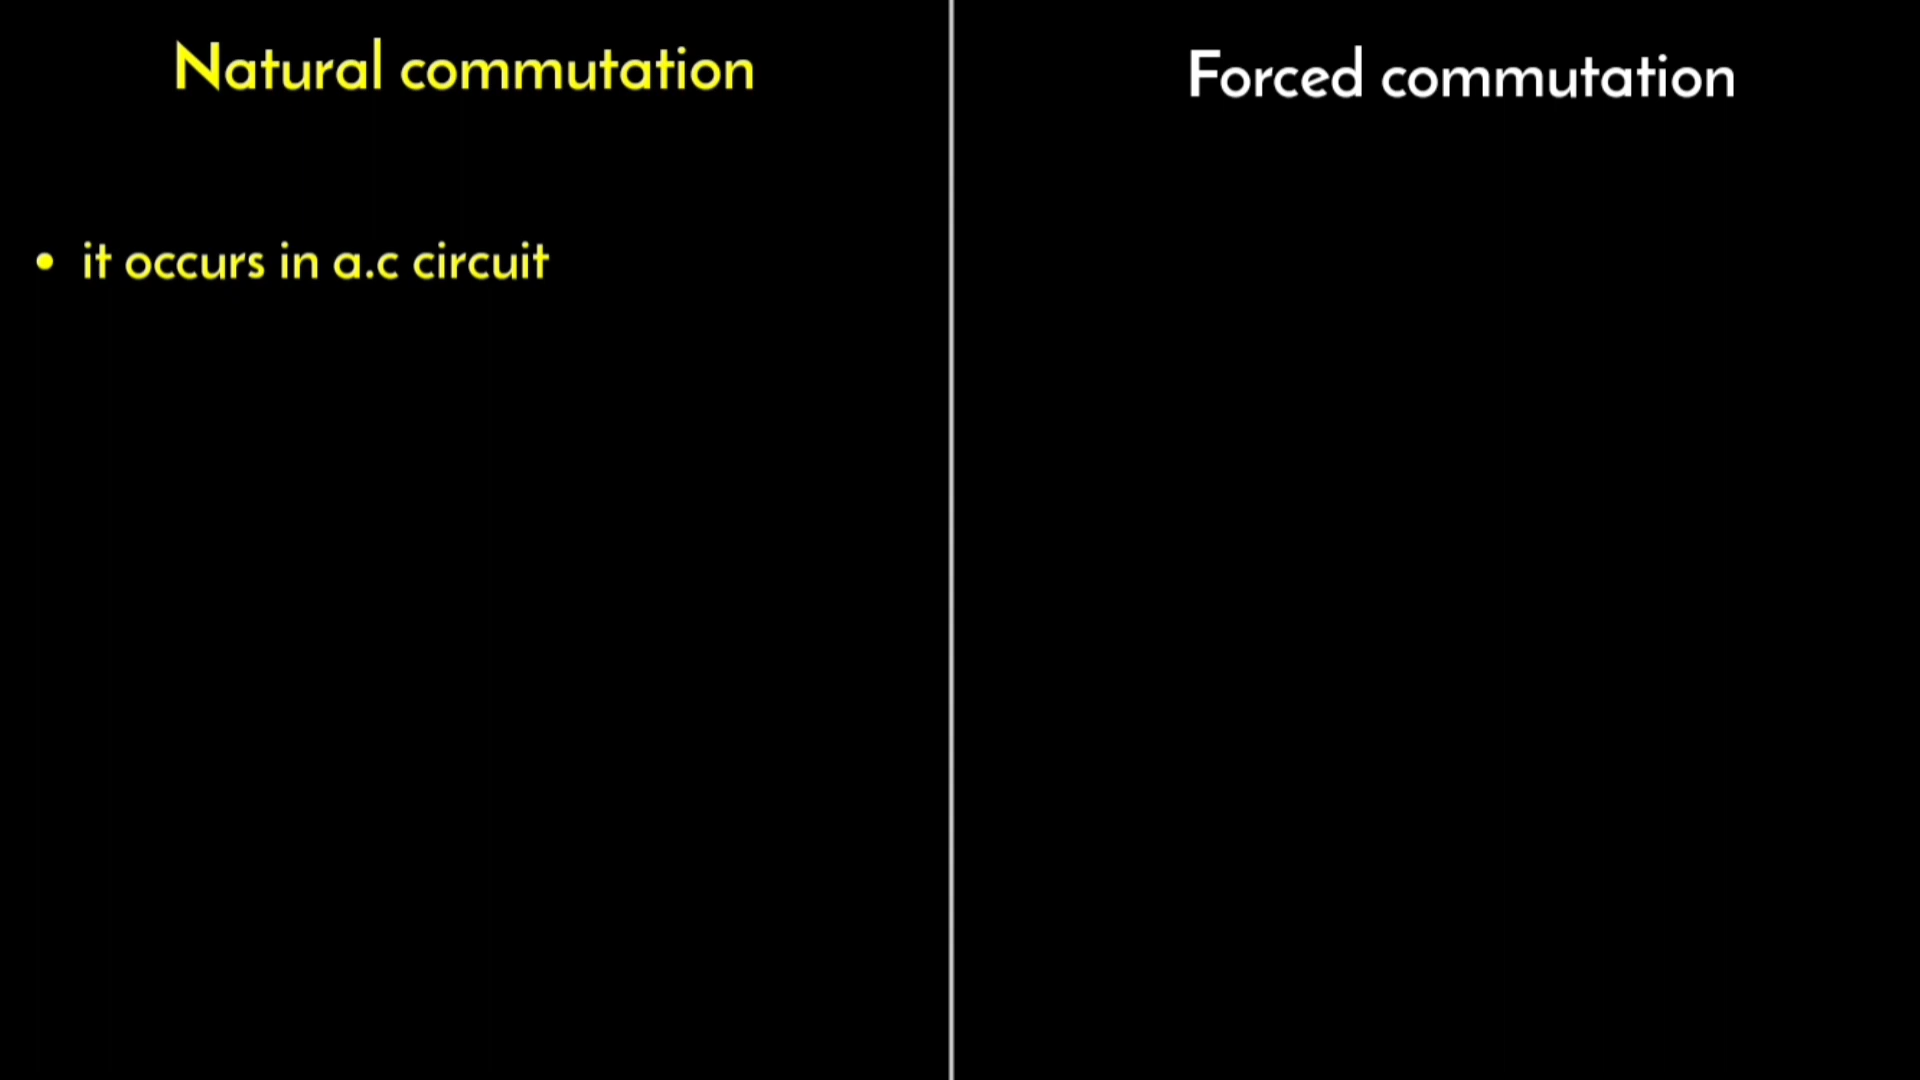 Natural commutation
Forced commutation
• it occurs in a.c circuit